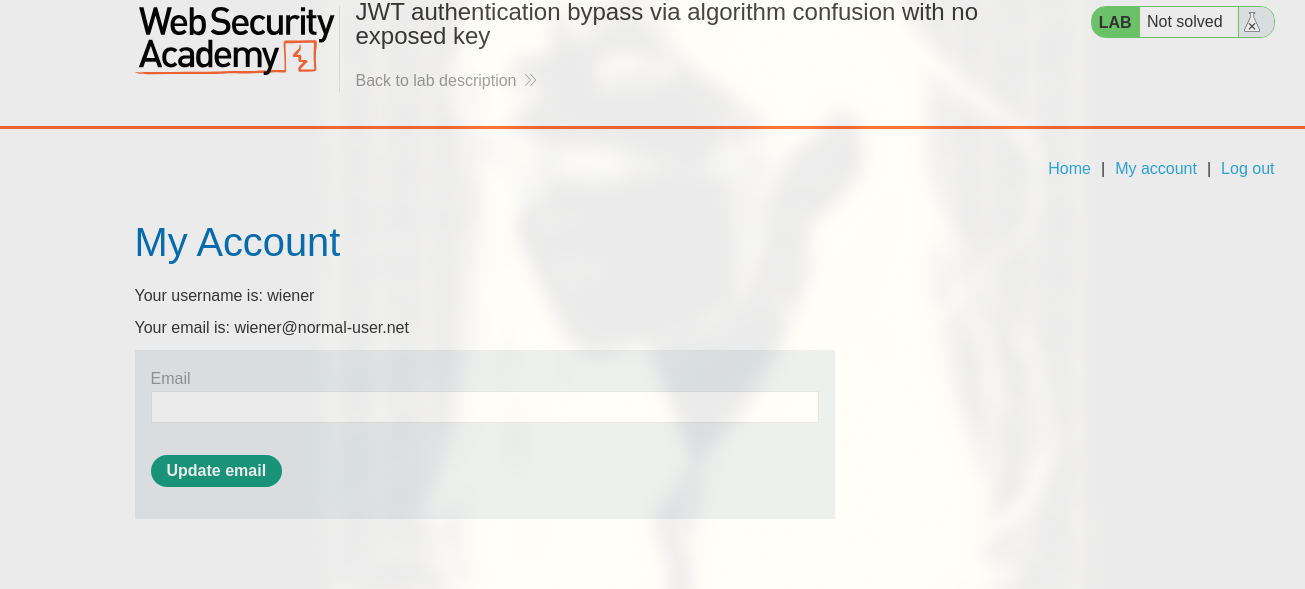 Web Security
Academy
JWT authentication bypass via algorithm confusion with no
exposed key
Back to lab description
LAB Not solved
Home | My account | Log out
My Account
Your username is: wiener
Your email is: wiener@normal-user.net
Email
Update email